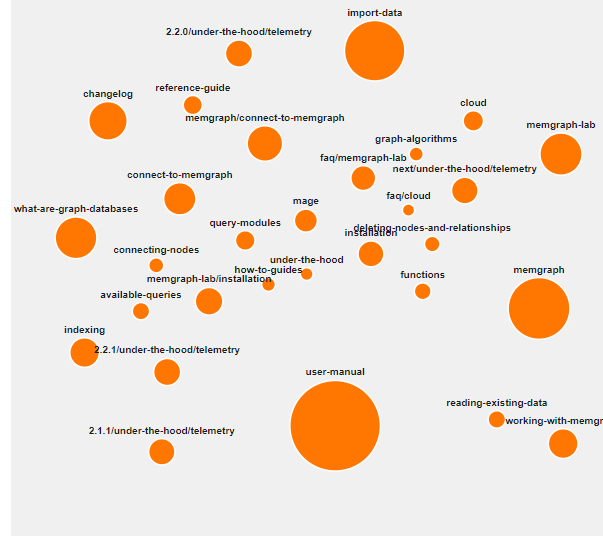 import-data
2.2.0/under-the-hood/telemetry
reference-guide
changelog
cloud
memgraph/connect-to-memgraph
memgraph-lab
graph-algorithms
faq/memgraph-lab
next/under-the-hood/telemetry
connect-to-memgraph
faq/cloud
mage
what-are-graph-databases
query-modules
deleting-nodes-and-relationships
installation
connecting-nodes
under-the-hood
how-to-guides
memgraph
functions
memgraph-lab/installation
available-queries
indexing
2.2.1/under-the-hood/telemetry
user-manual
reading-existing-data
working-with-memgr
2.1.1/under-the-hood/telemetry